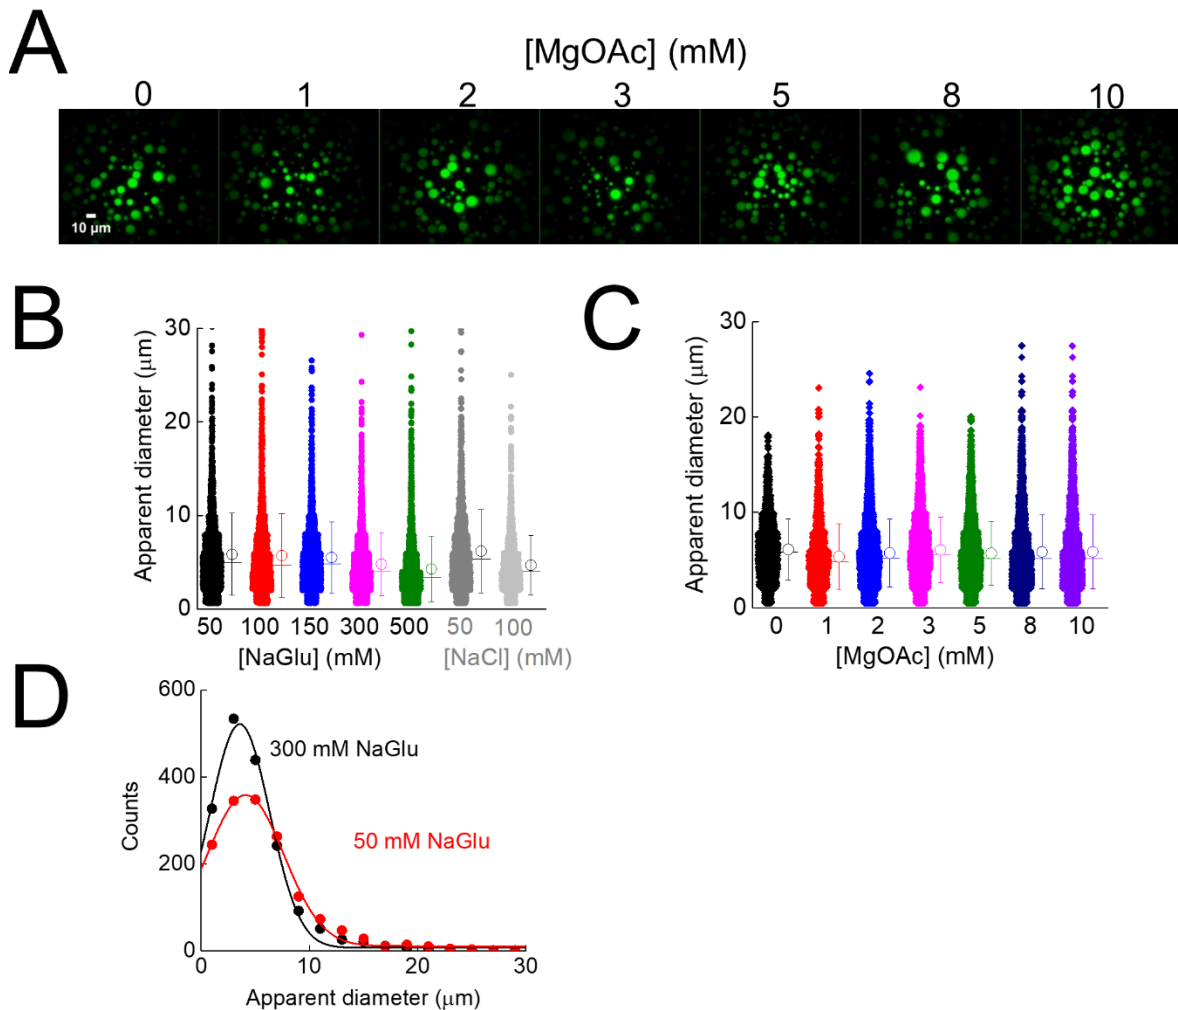 A
[MgOAc] (mM)
0 1 2 3 5 8 10
10 μm
B
Apparent diameter (μm)
30
20
10
0
50 100 150 300 500 50 100
[NaGlu] (mM) [NaCl] (mM)
C
Apparent diameter (μm)
30
20
10
0
0 1 2 3 5 8 10
[MgOAc] (mM)
D
Counts
600
400
200
0
300 mM NaGlu
50 mM NaGlu
0 10 20 30
Apparent diameter (μm)